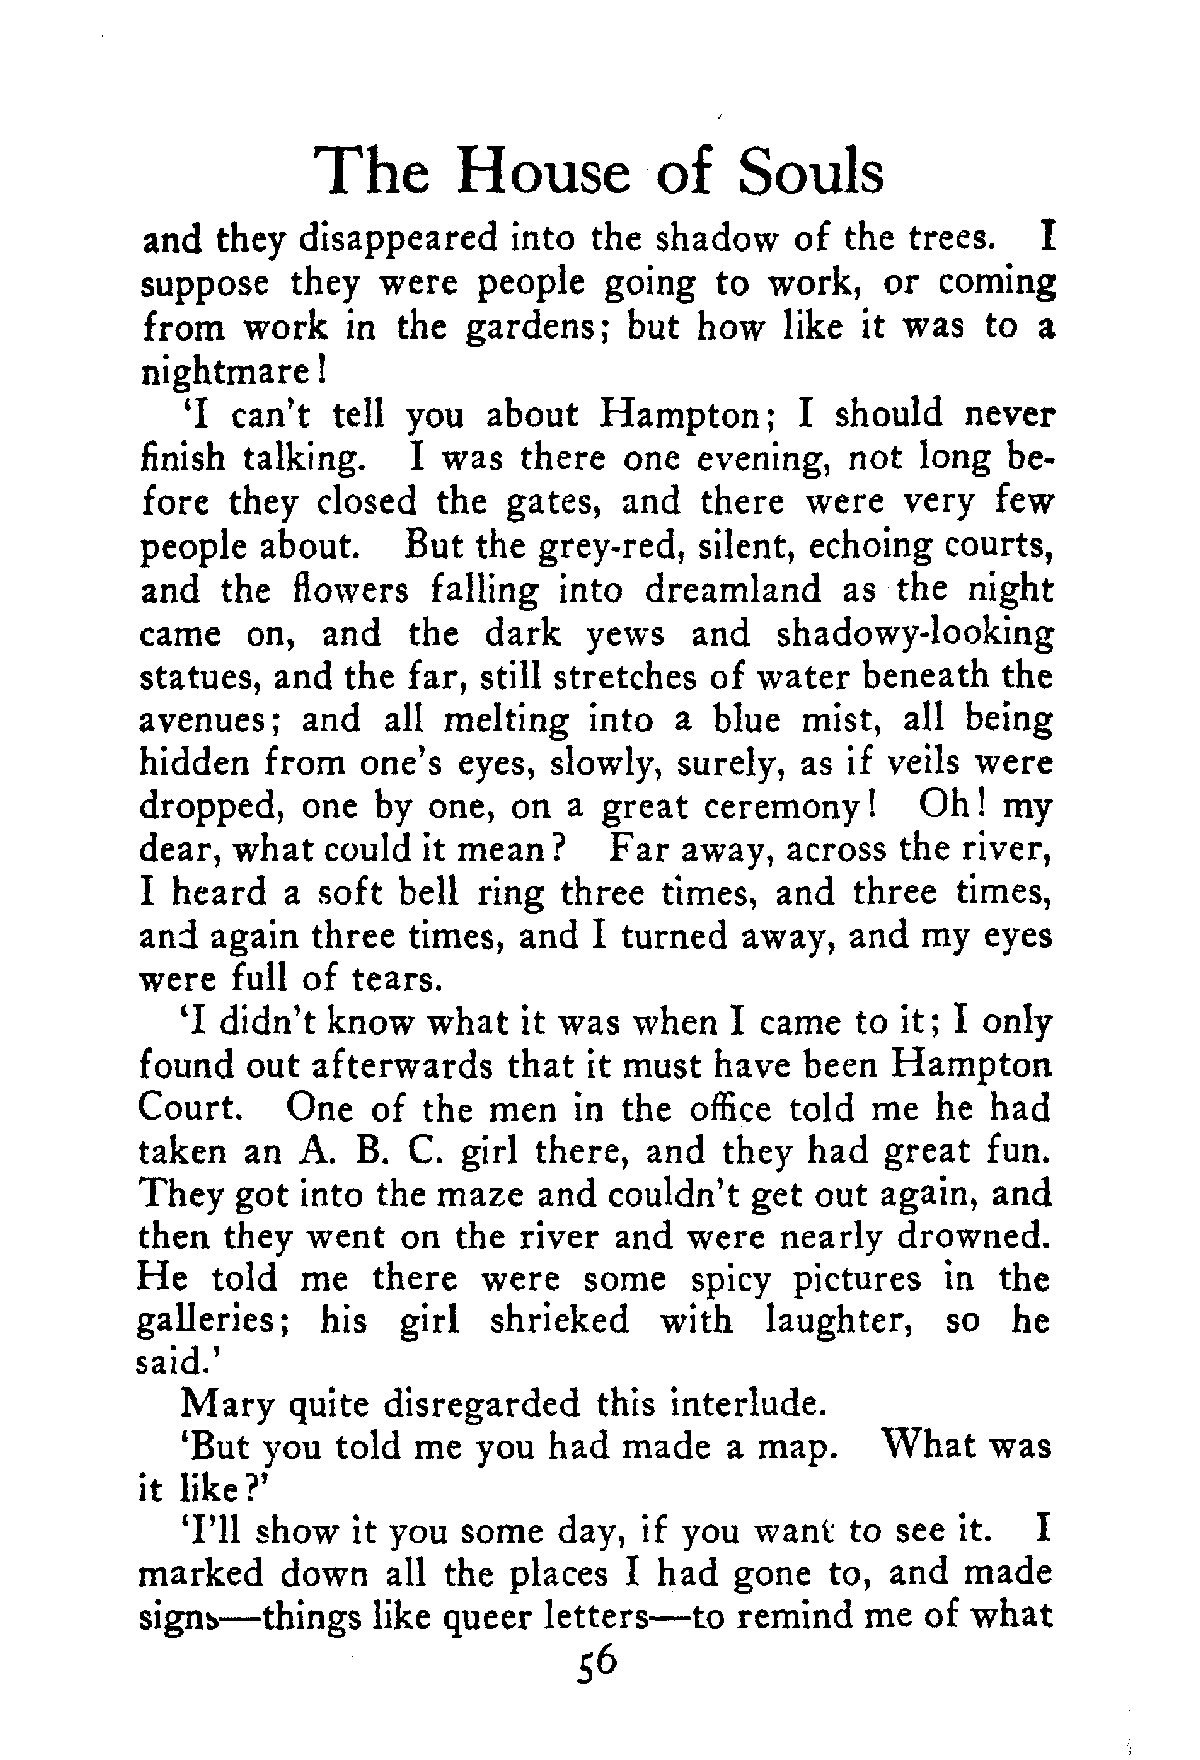 The House of Souls
and they disappeared into the shadow of the trees. I
suppose they were people going to work, or coming
from work in the gardens; but how like it was to a
nightmare!
‘I can't tell you about Hampton; I should never
finish talking. I was there one evening, not long be-
fore they closed the gates, and there were very few
people about. But the grey-red, silent, echoing courts,
and the flowers falling into dreamland as the night
came on, and the dark yews and shadowy-looking
statues, and the far, still stretches of water beneath the
avenues; and all melting into a blue mist, all being
hidden from one's eyes, slowly, surely, as if veils were
dropped, one by one, on a great ceremony! Oh! my
dear, what could it mean? Far away, across the river,
I heard a soft bell ring three times, and three times,
and again three times, and I turned away, and my eyes
were full of tears.
‘I didn't know what it was when I came to it; I only
found out afterwards that it must have been Hampton
Court. One of the men in the office told me he had
taken an A. B. C. girl there, and they had great fun.
They got into the maze and couldn't get out again, and
then they went on the river and were nearly drowned.
He told me there were some spicy pictures in the
galleries; his girl shrieked with laughter, so he
said.’
Mary quite disregarded this interlude.
‘But you told me you had made a map. What was
it like?’
‘I'll show it you some day, if you want to see it. I
marked down all the places I had gone to, and made
signs—things like queer letters—to remind me of what
56